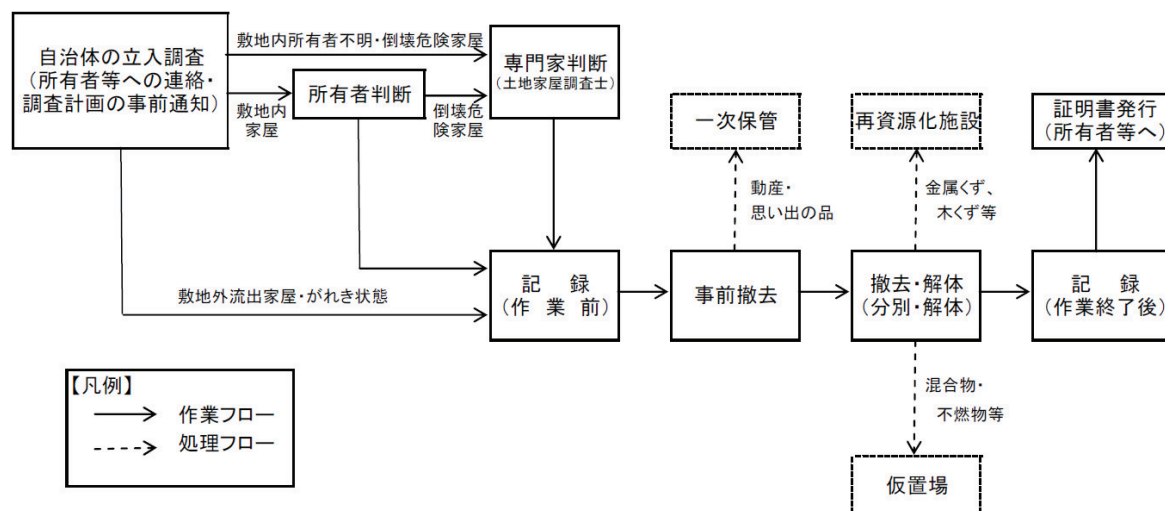 自治体の立入調査
(所有者等への連絡・
調査計画の事前通知)
敷地内所有者不明・倒壊危険家屋
敷地内
家屋
所有者判断
倒壊危
険家屋
専門家判断
(土地家屋調査士)
一次保管
再資源化施設
証明書発行
(所有者等へ)
動産・
思い出の品
金属くず、
木くず等
敷地外流出家屋・がれき状態
記　録
(作 業 前)
事前撤去
撤去・解体
(分別・解体)
記　録
(作業終了後)
混合物・
不燃物等
仮置場
【凡例】
作業フロー
処理フロー